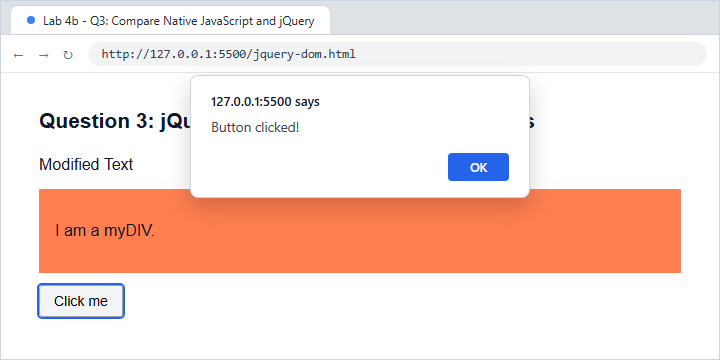 Lab 4b - Q3: Compare Native JavaScript and jQuery
http://127.0.0.1:5500/jquery-dom.html
127.0.0.1:5500 says
Button clicked!
OK
Question 3:
Modified Text
I am a myDIV.
Click me